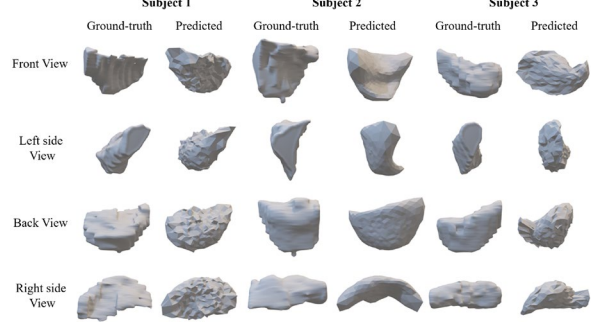 Subject 1 Subject 2 Subject 3
Ground-truth Predicted Ground-truth Predicted Ground-truth Predicted
Front View
Left side
View
Back View
Right side
View